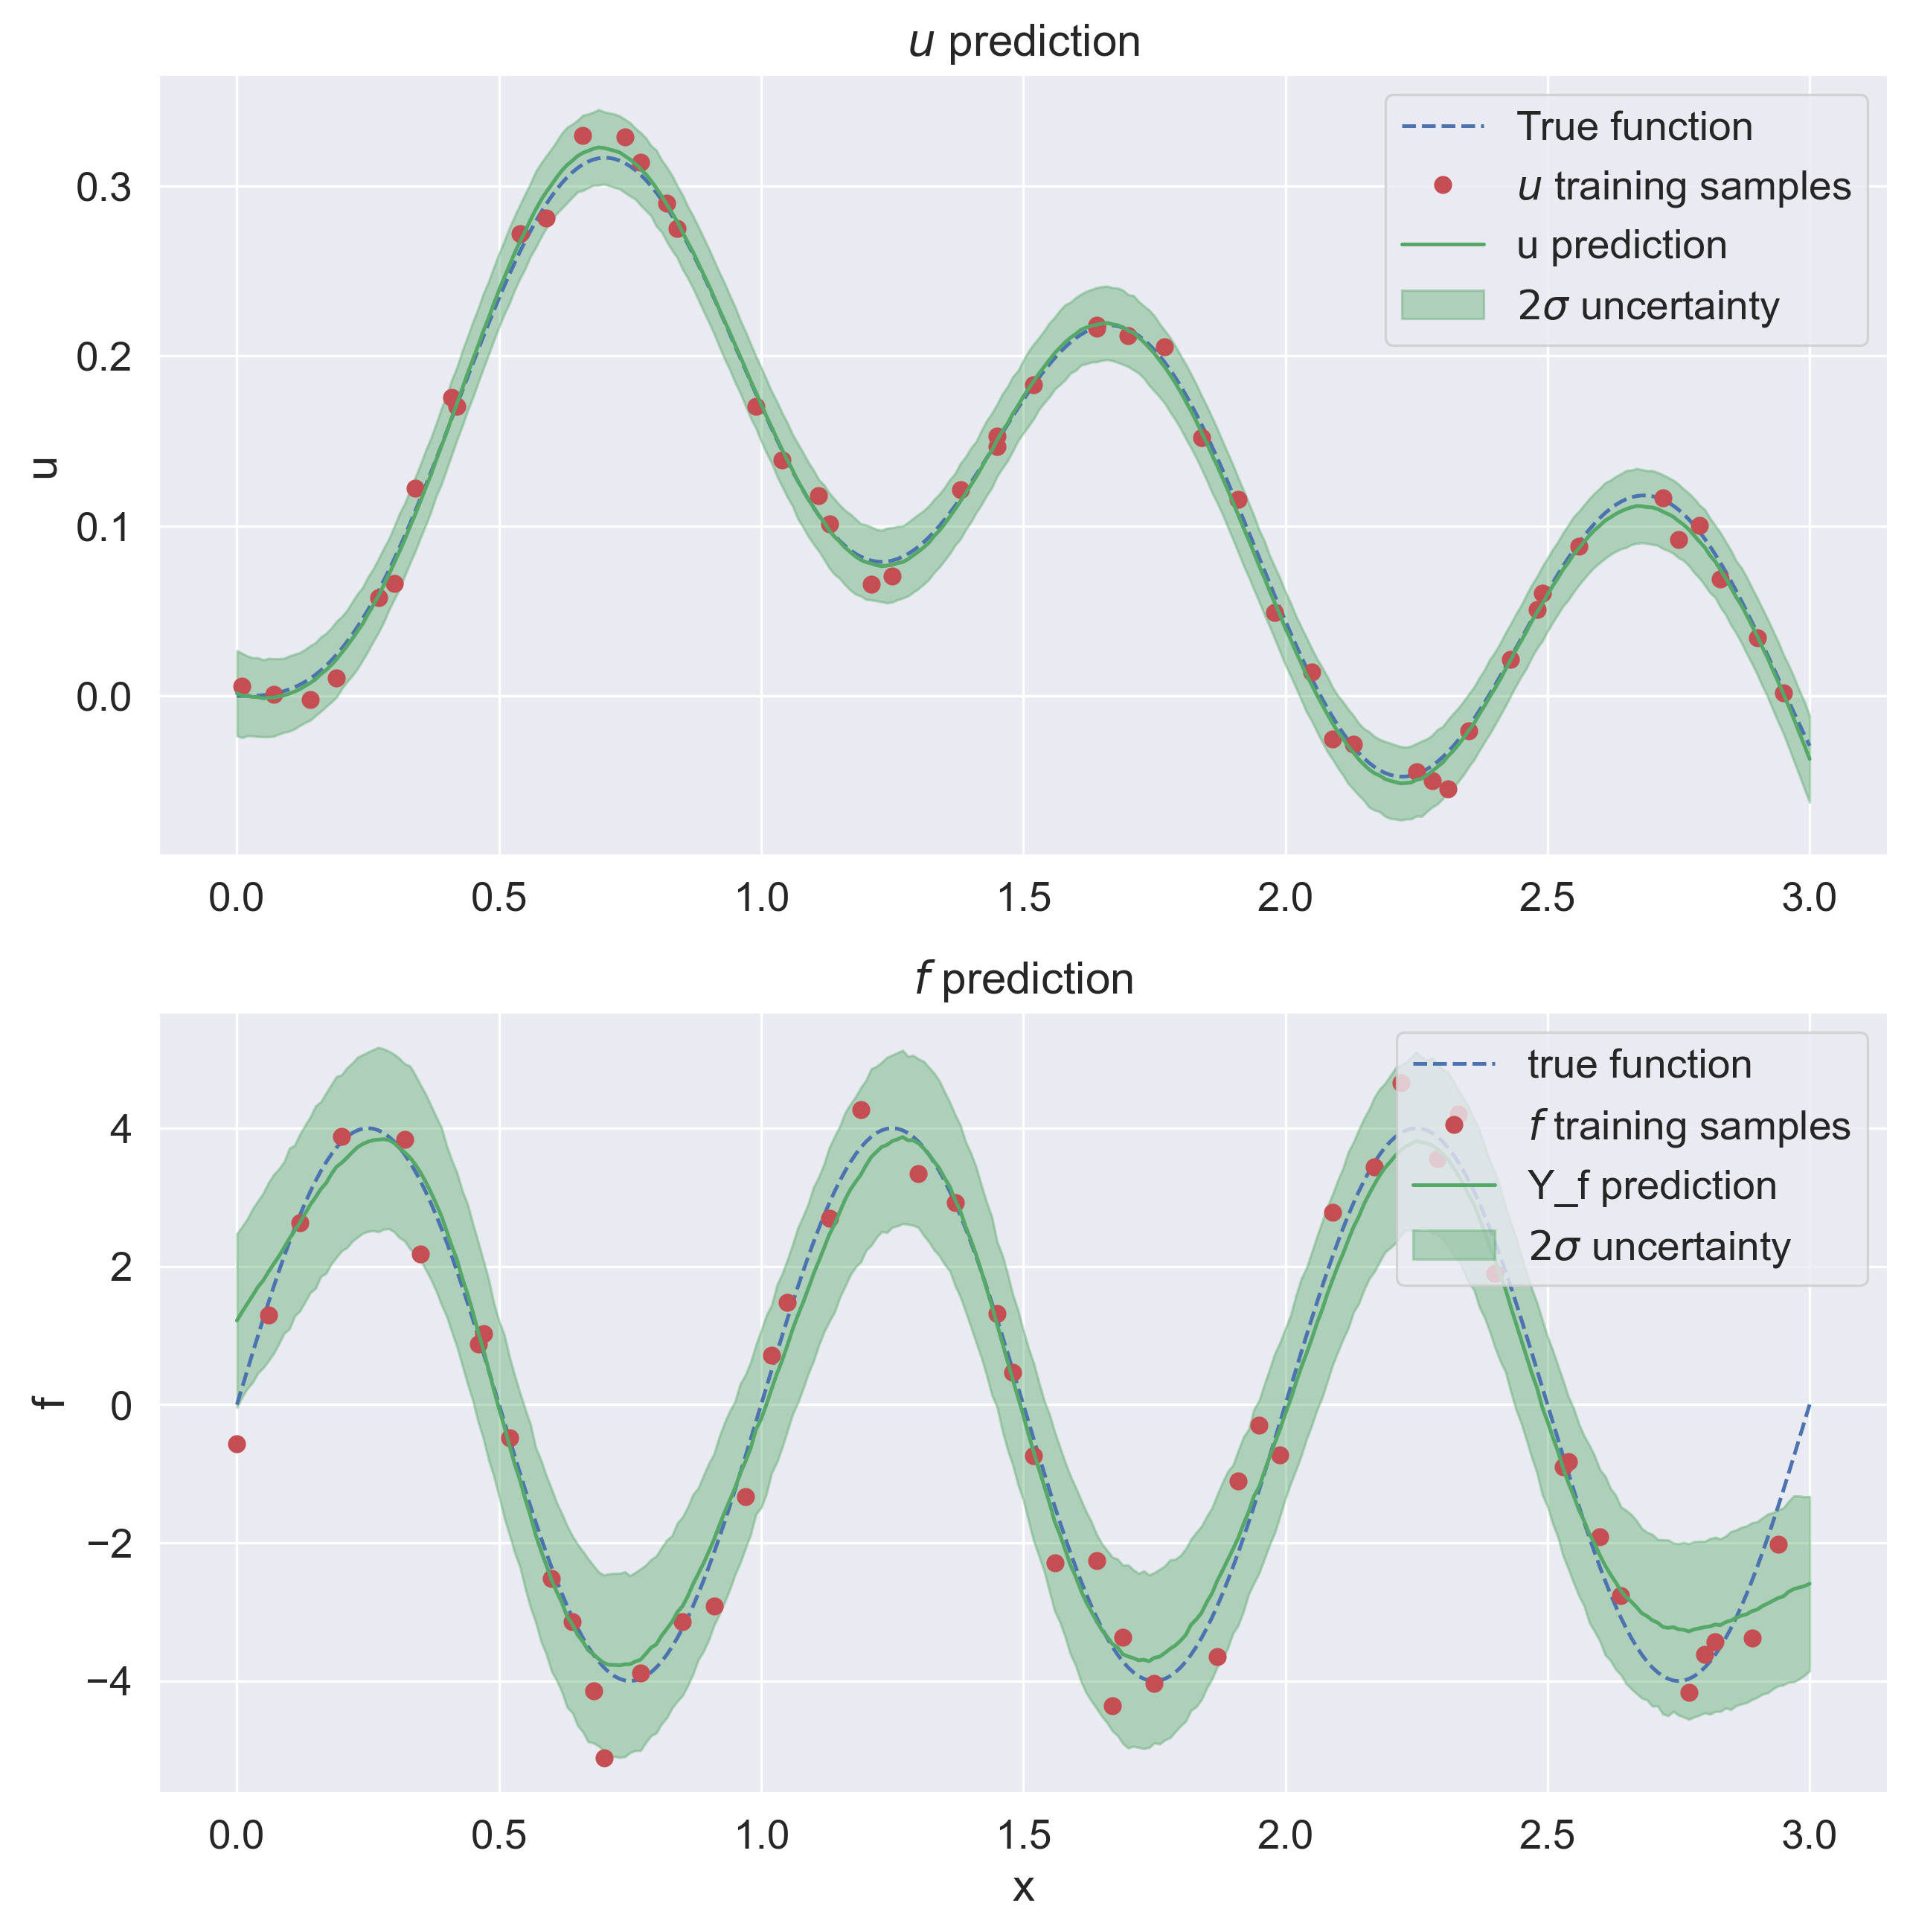 u prediction
True function
u training samples
u prediction
2σ uncertainty
u
0.3
0.2
0.1
0.0
0.0 0.5 1.0 1.5 2.0 2.5 3.0
f prediction
true function
f training samples
Y_f prediction
2σ uncertainty
f
4
2
0
−2
−4
0.0 0.5 1.0 1.5 2.0 2.5 3.0
x